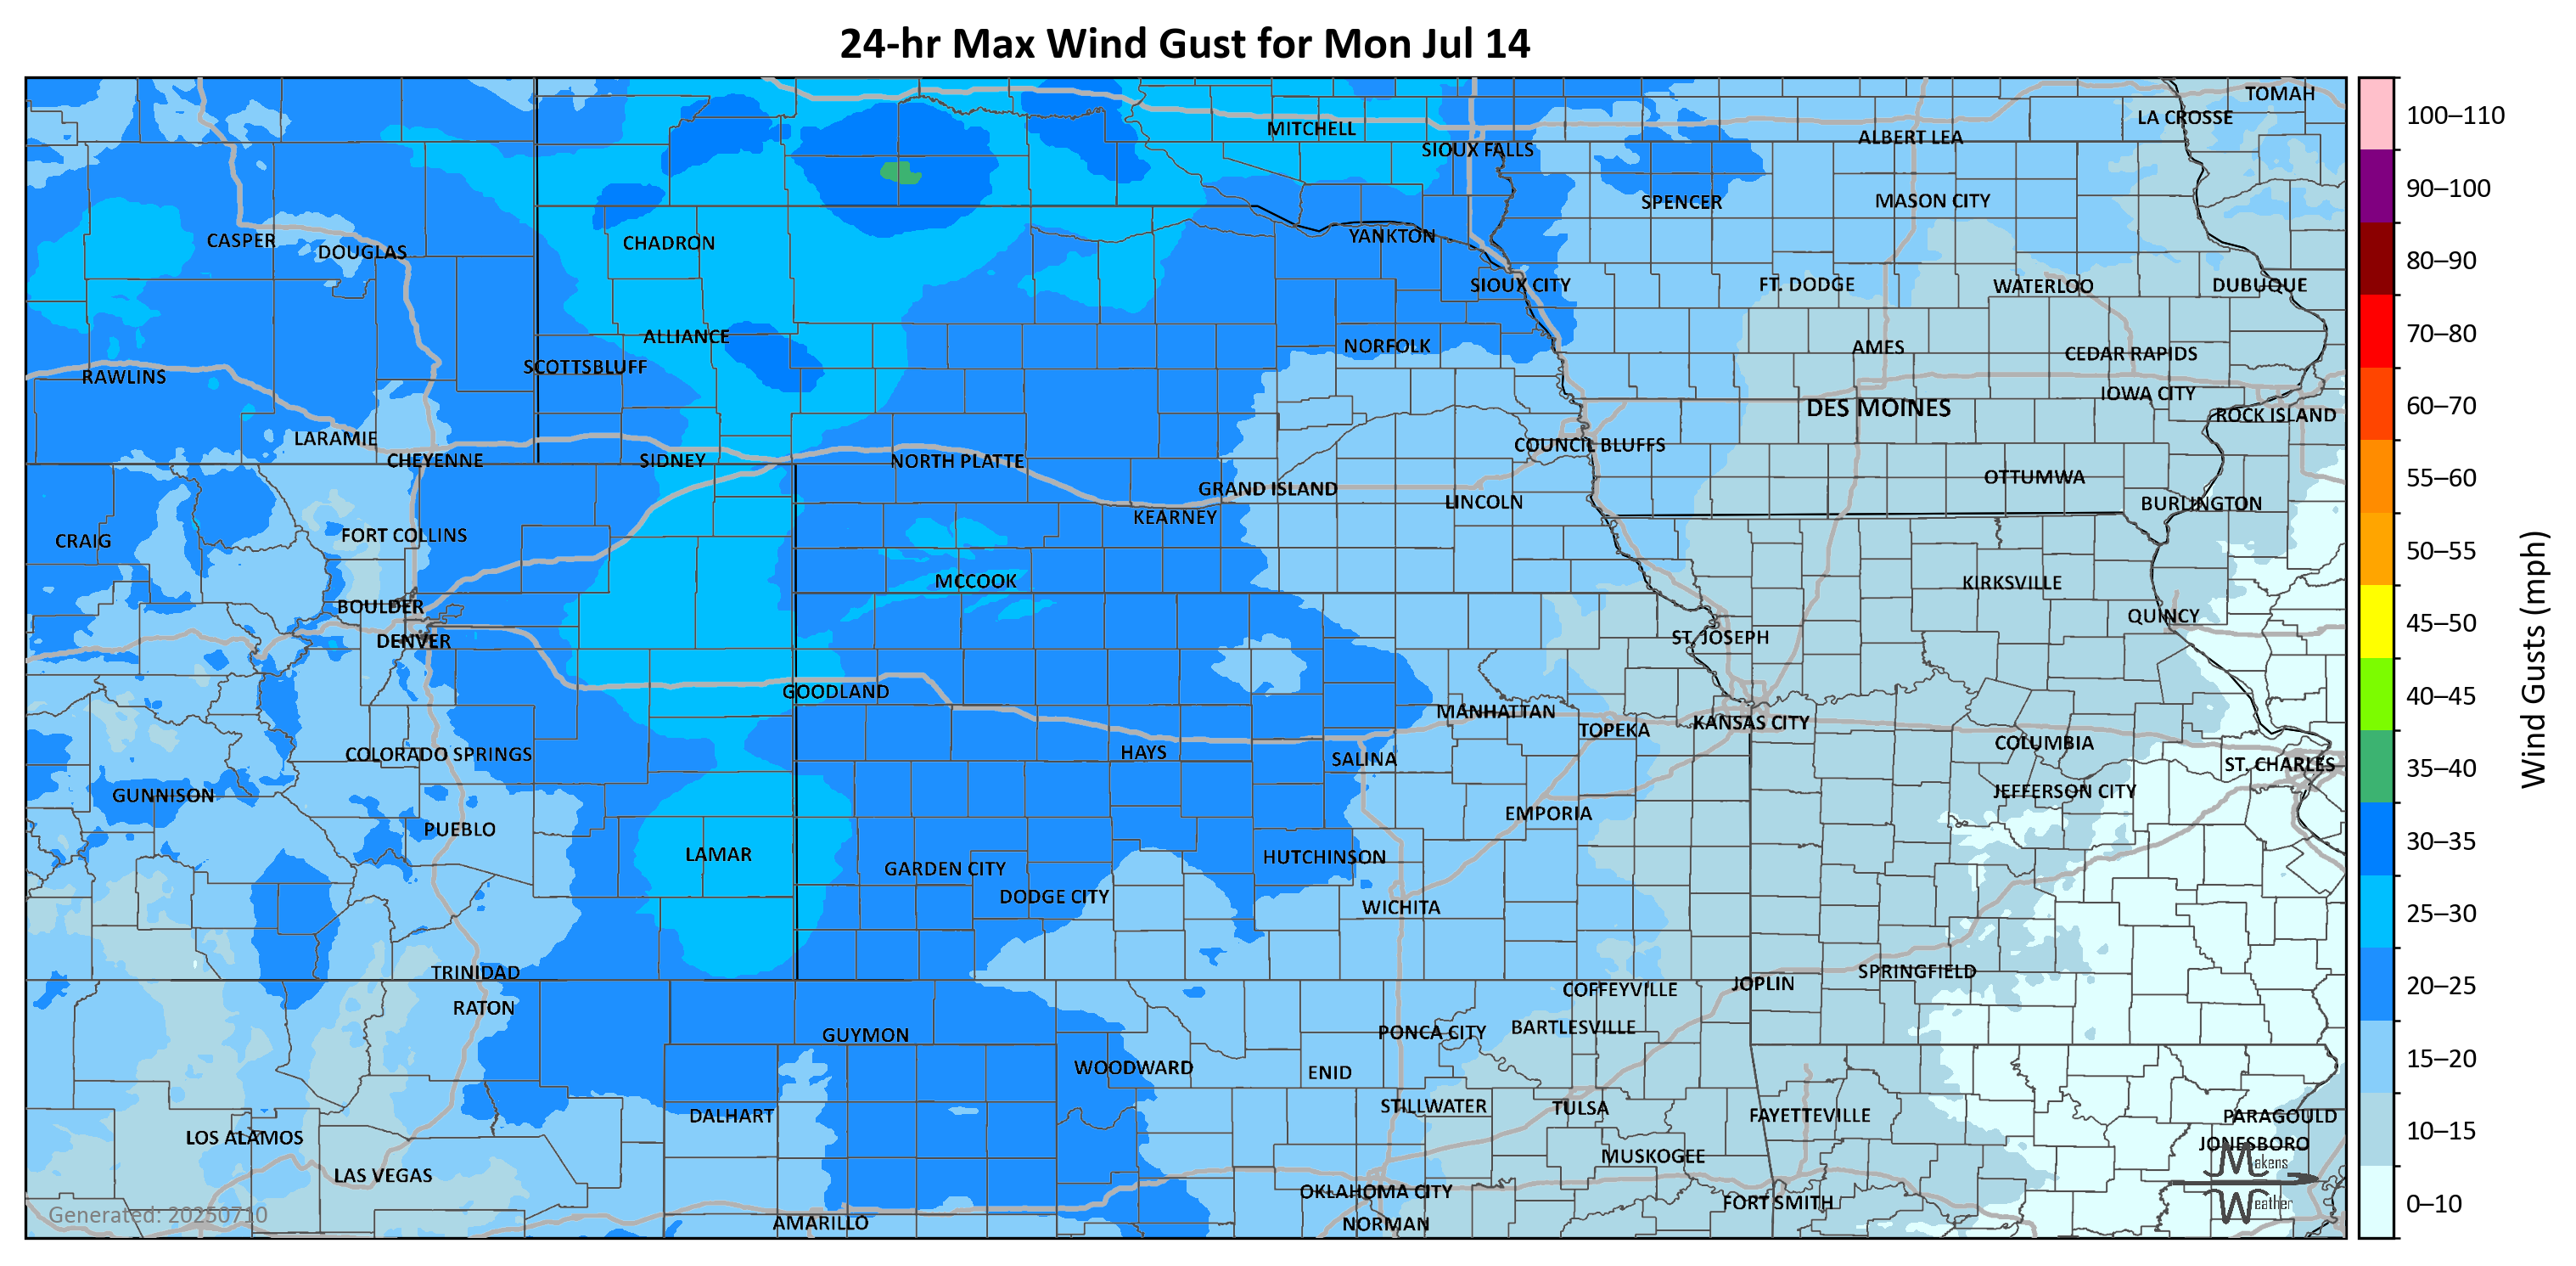 24-hr Max Wind Gust for Mon Jul 14
TOMAH
LA CROSSE
MITCHELL
ALBERT LEA
SIOUX FALLS
SPENCER
MASON CITY
CASPER
DOUGLAS
CHADRON
YANKTON
SIOUX CITY
FT. DODGE
WATERLOO
DUBUQUE
ALLIANCE
NORFOLK
AMES
CEDAR RAPIDS
SCOTTSBLUFF
RAWLINS
IOWA CITY
DES MOINES
ROCK ISLAND
LARAMIE
COUNCIL BLUFFS
CHEYENNE
SIDNEY
NORTH PLATTE
OTTUMWA
GRAND ISLAND
LINCOLN
BURLINGTON
KEARNEY
CRAIG
FORT COLLINS
MCCOOK
KIRKSVILLE
BOULDER
QUINCY
DENVER
ST. JOSEPH
GOODLAND
MANHATTAN
TOPEKA
KANSAS CITY
COLORADO SPRINGS
HAYS
SALINA
COLUMBIA
ST. CHARLES
GUNNISON
JEFFERSON CITY
EMPORIA
PUEBLO
LAMAR
GARDEN CITY
HUTCHINSON
DODGE CITY
WICHITA
TRINIDAD
SPRINGFIELD
JOPLIN
COFFEYVILLE
RATON
GUYMON
PONCA CITY
BARTLESVILLE
WOODWARD
ENID
DALHART
STILLWATER
TULSA
FAYETTEVILLE
PARAGOULD
LOS ALAMOS
JONESBORO
LAS VEGAS
MUSKOGEE
OKLAHOMA CITY
FORT SMITH
AMARILLO
NORMAN
Makens
Weather
Generated: 20250710
100–110
90–100
80–90
70–80
60–70
55–60
50–55
45–50
40–45
35–40
30–35
25–30
20–25
15–20
10–15
0–10
Wind Gusts (mph)